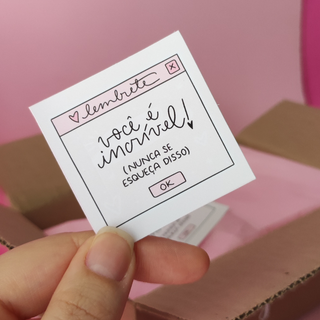 lembrete
você é
incrível!
(NUNCA SE
ESQUEÇA DISSO)
OK